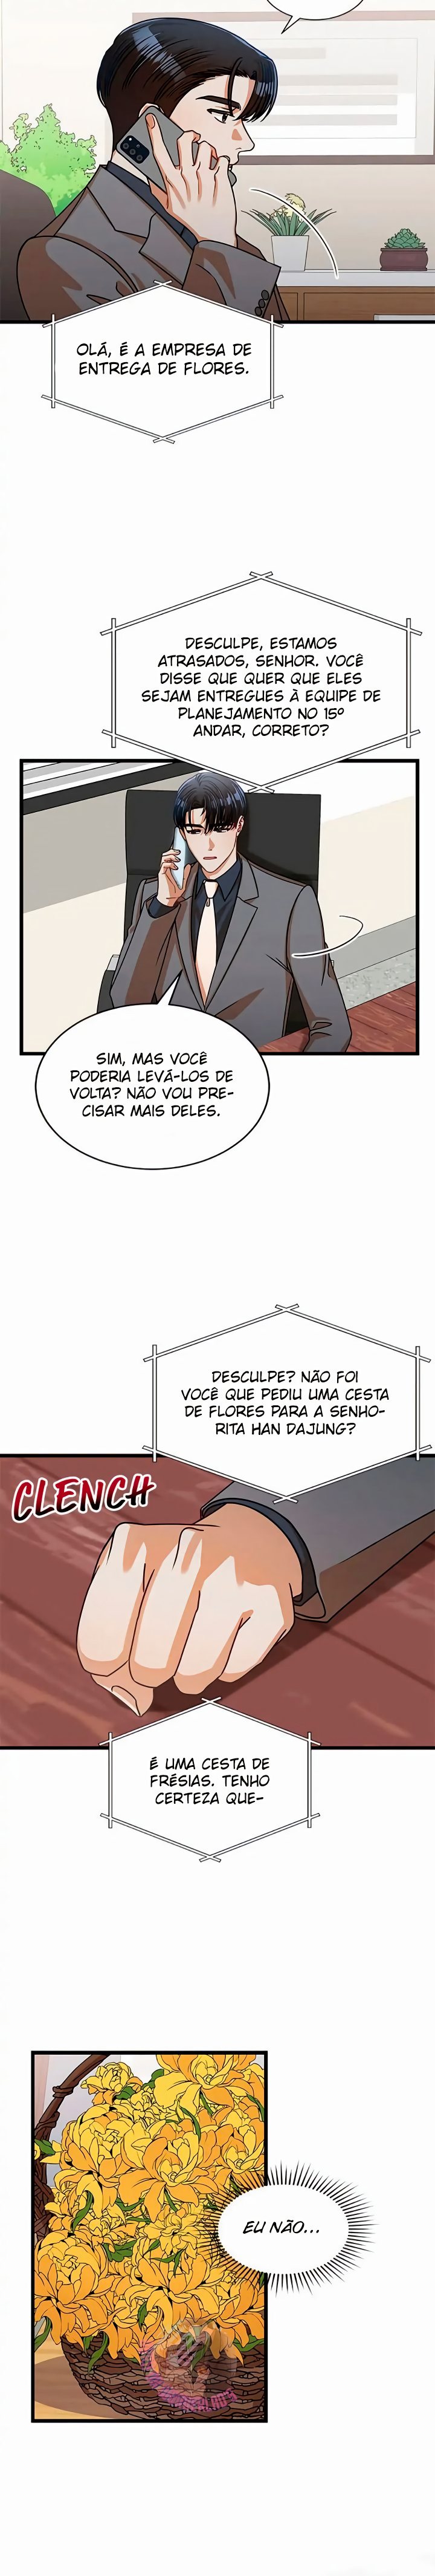 OLÁ, É A EMPRESA DE
ENTREGA DE FLORES.
DESCULPE, ESTAMOS
ATRASADOS, SENHOR. VOCÊ
DISSE QUE QUER QUE ELES
SEJAM ENTREGUES À EQUIPE DE
PLANEJAMENTO NO 15º
ANDAR, CORRETO?
SIM, MAS VOCÊ
PODERIA LEVÁ-LOS DE
VOLTA? NÃO VOU PRE-
CISAR MAIS DELES.
DESCULPE? NÃO FOI
VOCÊ QUE PEDIU UMA CESTA
DE FLORES PARA A SENHO-
RITA HAN DAJUNG?
CLENCH
É UMA CESTA DE
FRÉSIAS. TENHO
CERTEZA QUE-
EU NÃO...